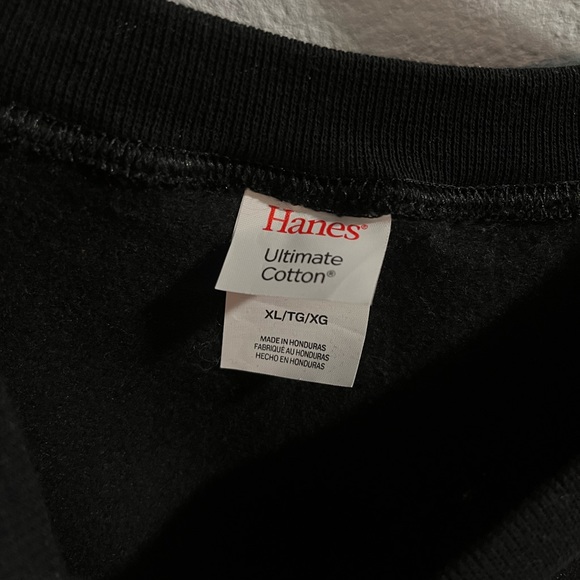 Hanes®
Ultimate
Cotton®
XL/TG/XG
MADE IN HONDURAS
FABRIQUÉ AU HONDURAS
HECHO EN HONDURAS